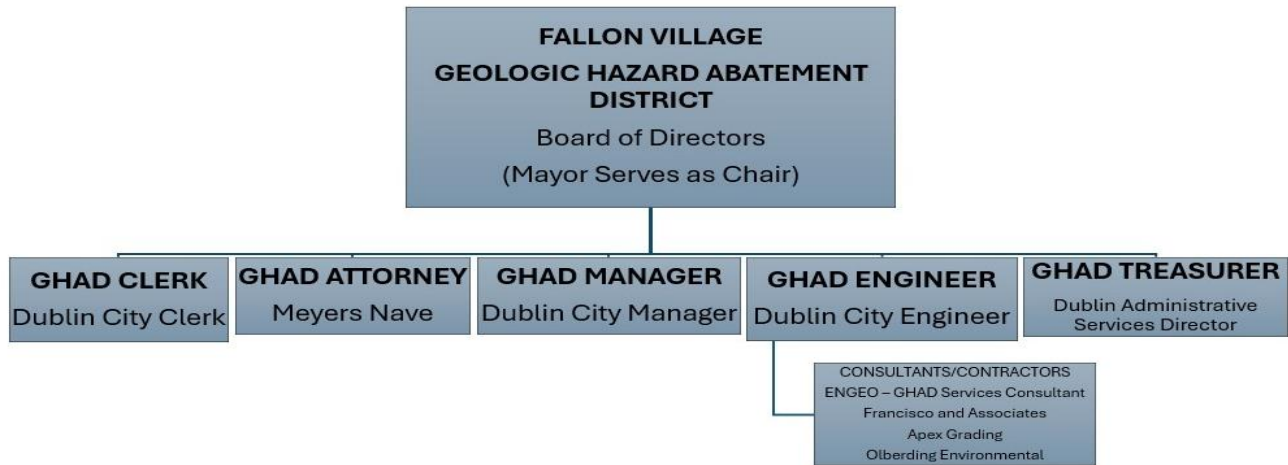 FALLON VILLAGE
GEOLOGIC HAZARD ABATEMENT
DISTRICT
Board of Directors
(Mayor Serves as Chair)
GHAD CLERK
Dublin City Clerk
GHAD ATTORNEY
Meyers Nave
GHAD MANAGER
Dublin City Manager
GHAD ENGINEER
Dublin City Engineer
GHAD TREASURER
Dublin Administrative
Services Director
CONSULTANTS/CONTRACTORS
ENGEO – GHAD Services Consultant
Francisco and Associates
Apex Grading
Olberding Environmental